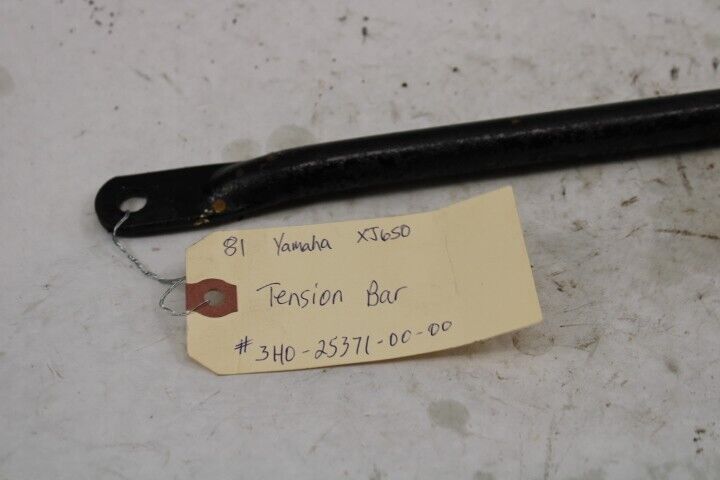 81 Yamaha XJ650
Tension Bar
# 3H0-25371-00-00